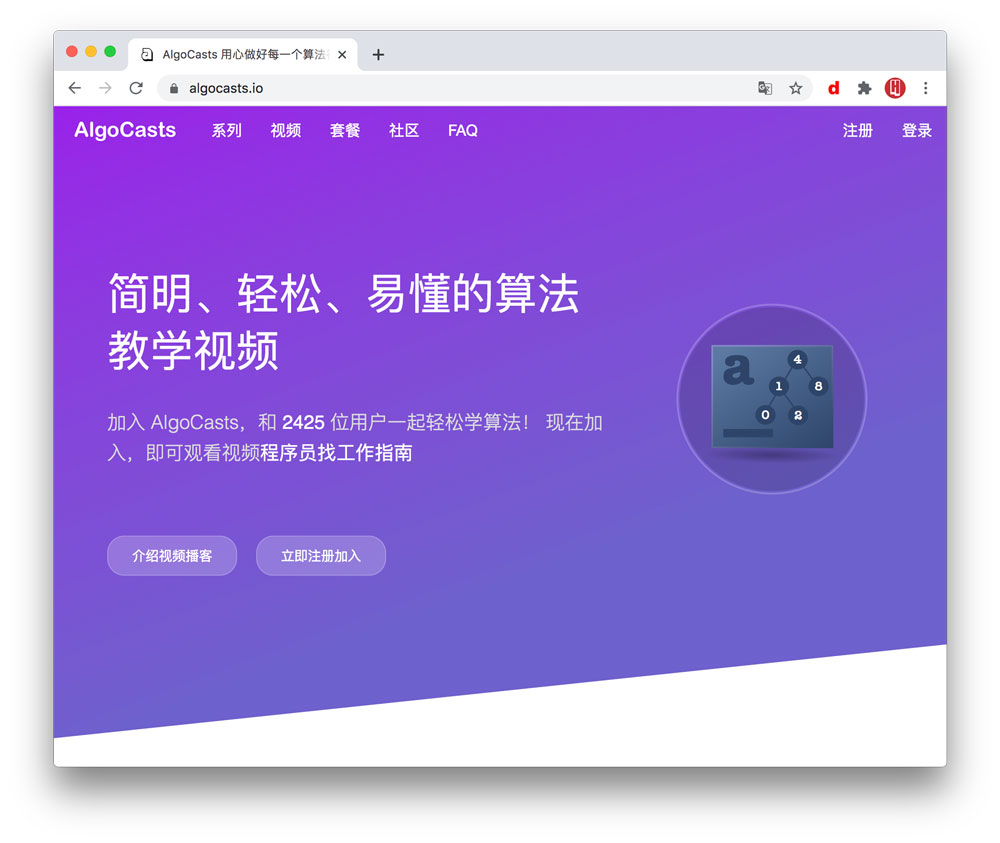 AlgoCasts 用心做好每一个算法
algocasts.io
AlgoCasts 系列 视频 套餐 社区 FAQ 注册 登录
简明、轻松、易懂的算法
教学视频
加入 AlgoCasts，和 2425 位用户一起轻松学算法！ 现在加
入，即可观看视频程序员找工作指南
介绍视频播客 立即注册加入
a 4
1 8
0 2